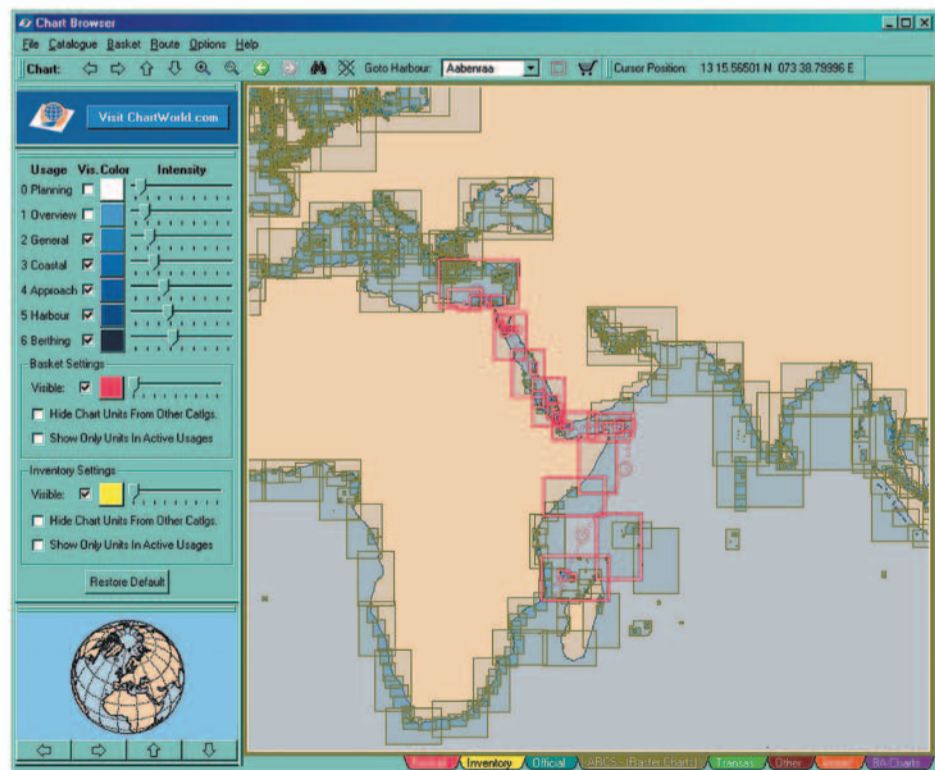 Chart Browser
File Catalogue Basket Route Options Help
Chart: Goto Harbour: Aabenraa Cursor Position: 13 15.56501 N 073 38.79996 E
Visit ChartWorld.com
Usage Vis. Color Intensity
0 Planning
1 Overview
2 General
3 Coastal
4 Approach
5 Harbour
6 Berthing
Basket Settings
Visible:
Hide Chart Units From Other Catlgs.
Show Only Units In Active Usages
Inventory Settings
Visible:
Hide Chart Units From Other Catlgs.
Show Only Units In Active Usages
Restore Default
Inventory Official ARCS - (Raster Charts) Transas Other BA Charts